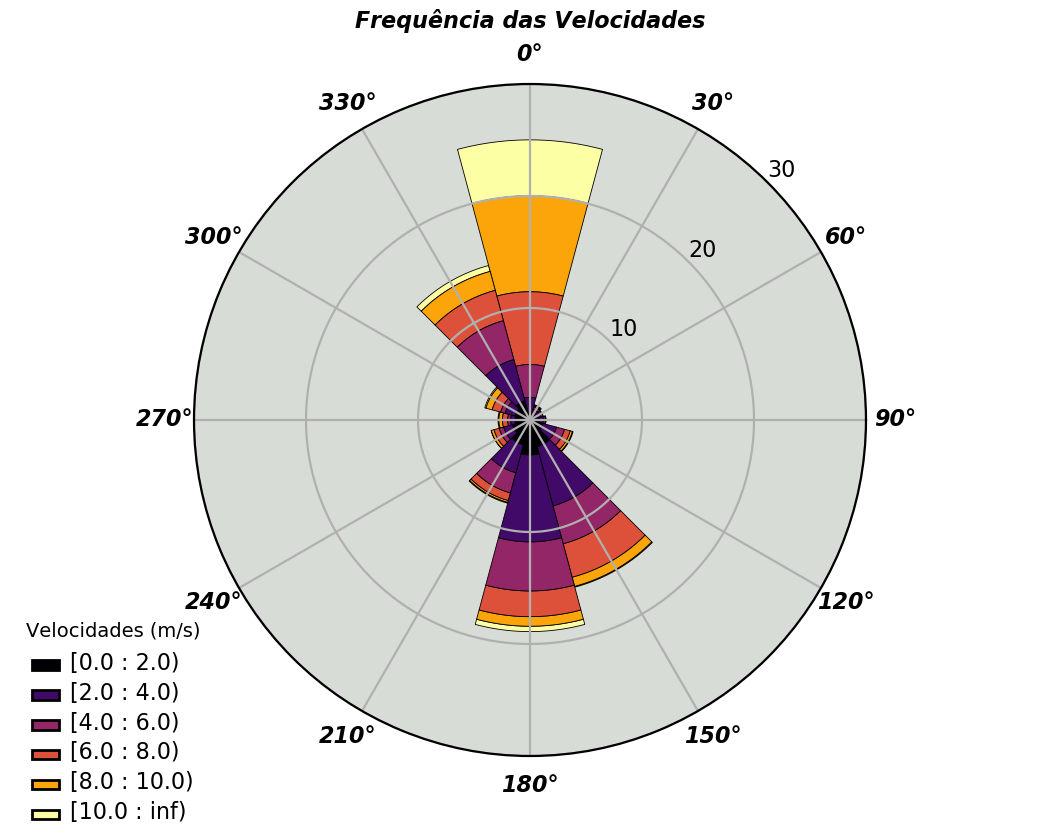 Frequência das Velocidades
0°
330°
30°
30
300°
60°
20
10
270°
90°
240°
120°
210°
150°
180°
Velocidades (m/s)
[0.0 : 2.0)
[2.0 : 4.0)
[4.0 : 6.0)
[6.0 : 8.0)
[8.0 : 10.0)
[10.0 : inf)